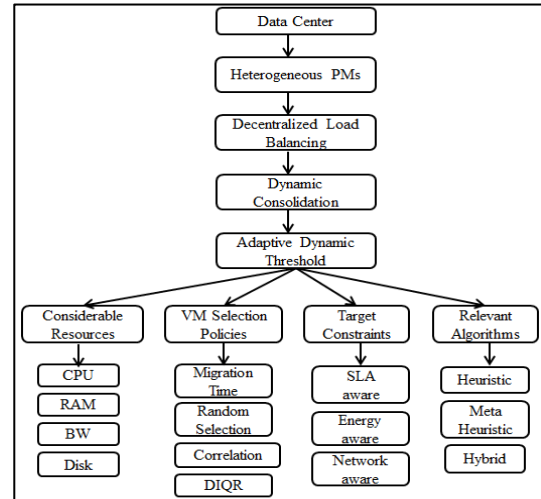 Data Center
Heterogeneous PMs
Decentralized Load
Balancing
Dynamic
Consolidation
Adaptive Dynamic
Threshold
Considerable
Resources
CPU
RAM
BW
Disk
VM Selection
Policies
Migration
Time
Random
Selection
Correlation
DIQR
Target
Constraints
SLA
aware
Energy
aware
Network
aware
Relevant
Algorithms
Heuristic
Meta
Heuristic
Hybrid